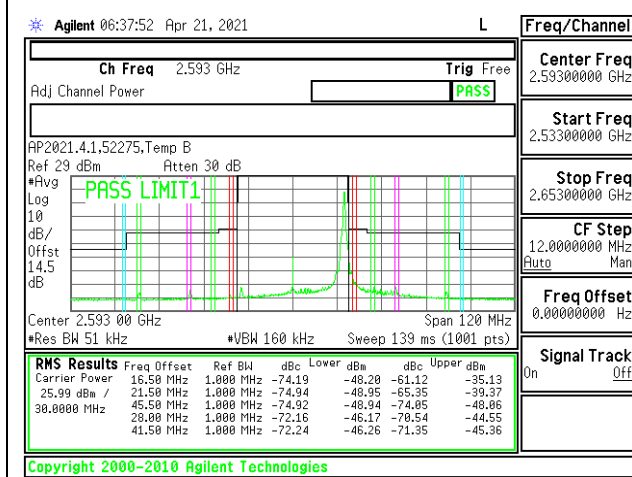 Agilent 06:37:52 Apr 21, 2021 L
Ch Freq 2.593 GHz Trig Free
Adj Channel Power PASS
AP2021.4.1,52275,Temp B
Ref 29 dBm Atten 30 dB
#Avg
Log
10
dB/
Offst
14.5
dB
PASS LIMIT1
Center 2.593 00 GHz Span 120 MHz
#Res BW 51 kHz #VBW 160 kHz Sweep 139 ms (1001 pts)
RMS Results Freq Offset Ref BW dBc Lower dBm dBc Upper dBm
Carrier Power 16.50 MHz 1.000 MHz -74.19 -48.20 -61.12 -35.13
25.99 dBm / 21.50 MHz 1.000 MHz -74.94 -48.95 -65.35 -39.37
30.0000 MHz 45.50 MHz 1.000 MHz -74.92 -48.94 -74.05 -48.06
28.00 MHz 1.000 MHz -72.16 -46.17 -70.54 -44.55
41.50 MHz 1.000 MHz -72.24 -46.26 -71.35 -45.36
Copyright 2000-2010 Agilent Technologies
Freq/Channel
Center Freq
2.59300000 GHz
Start Freq
2.53300000 GHz
Stop Freq
2.65300000 GHz
CF Step
12.0000000 MHz
Auto Man
Freq Offset
0.00000000 Hz
Signal Track
On Off